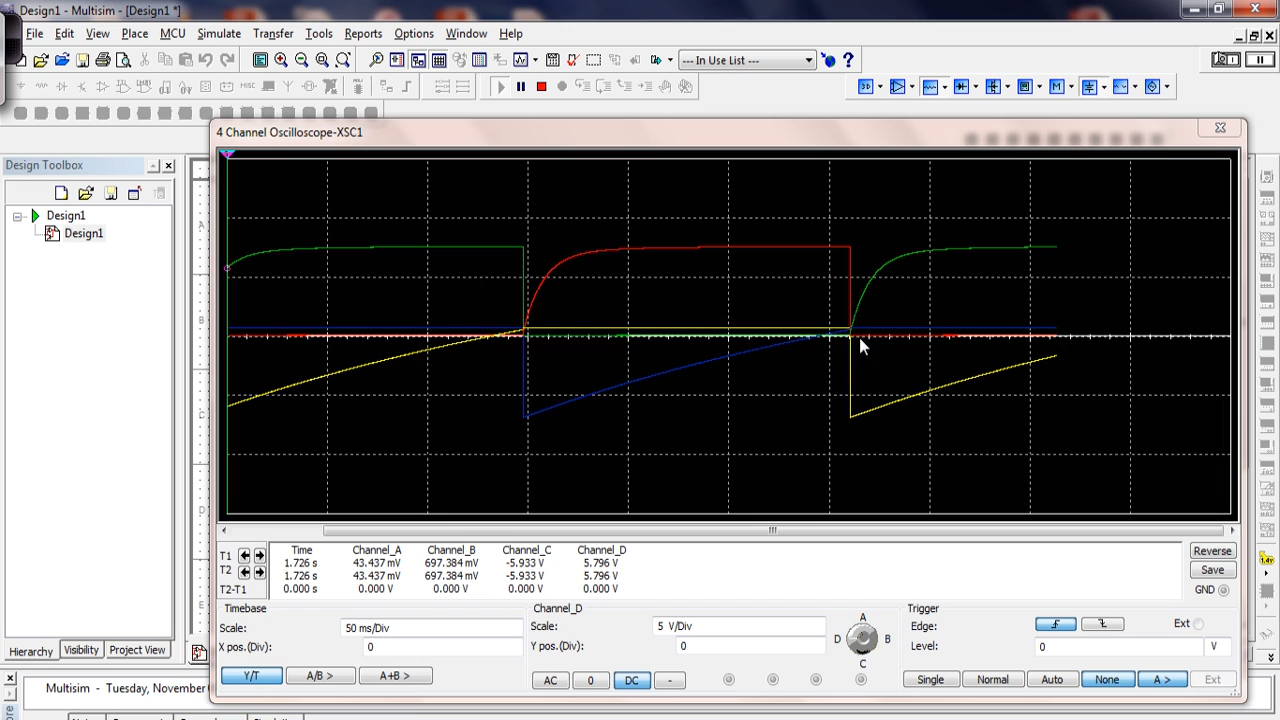 Design1 - Multisim - [Design1 *]
File Edit View Place MCU Simulate Transfer Tools Reports Options Window Help
--- In Use List ---
MISC
3D M
4 Channel Oscilloscope-XSC1
Design Toolbox
Design1
Design1
A
B
C
D
E
Time Channel_A Channel_B Channel_C Channel_D
T1 1.726 s 43.437 mV 697.384 mV -5.933 V 5.796 V
T2 1.726 s 43.437 mV 697.384 mV -5.933 V 5.796 V
T2-T1 0.000 s 0.000 V 0.000 V 0.000 V 0.000 V
Reverse
Save
GND
1.4v
Timebase
Scale: 50 ms/Div
X pos.(Div): 0
Y/T A/B > A+B >
Channel_D
Scale: 5 V/Div
Y pos.(Div): 0
AC 0 DC -
A
D B
C
Trigger
Edge: Ext
Level: 0 V
Single Normal Auto None A > Ext
Hierarchy Visibility Project View
Multisim - Tuesday, November